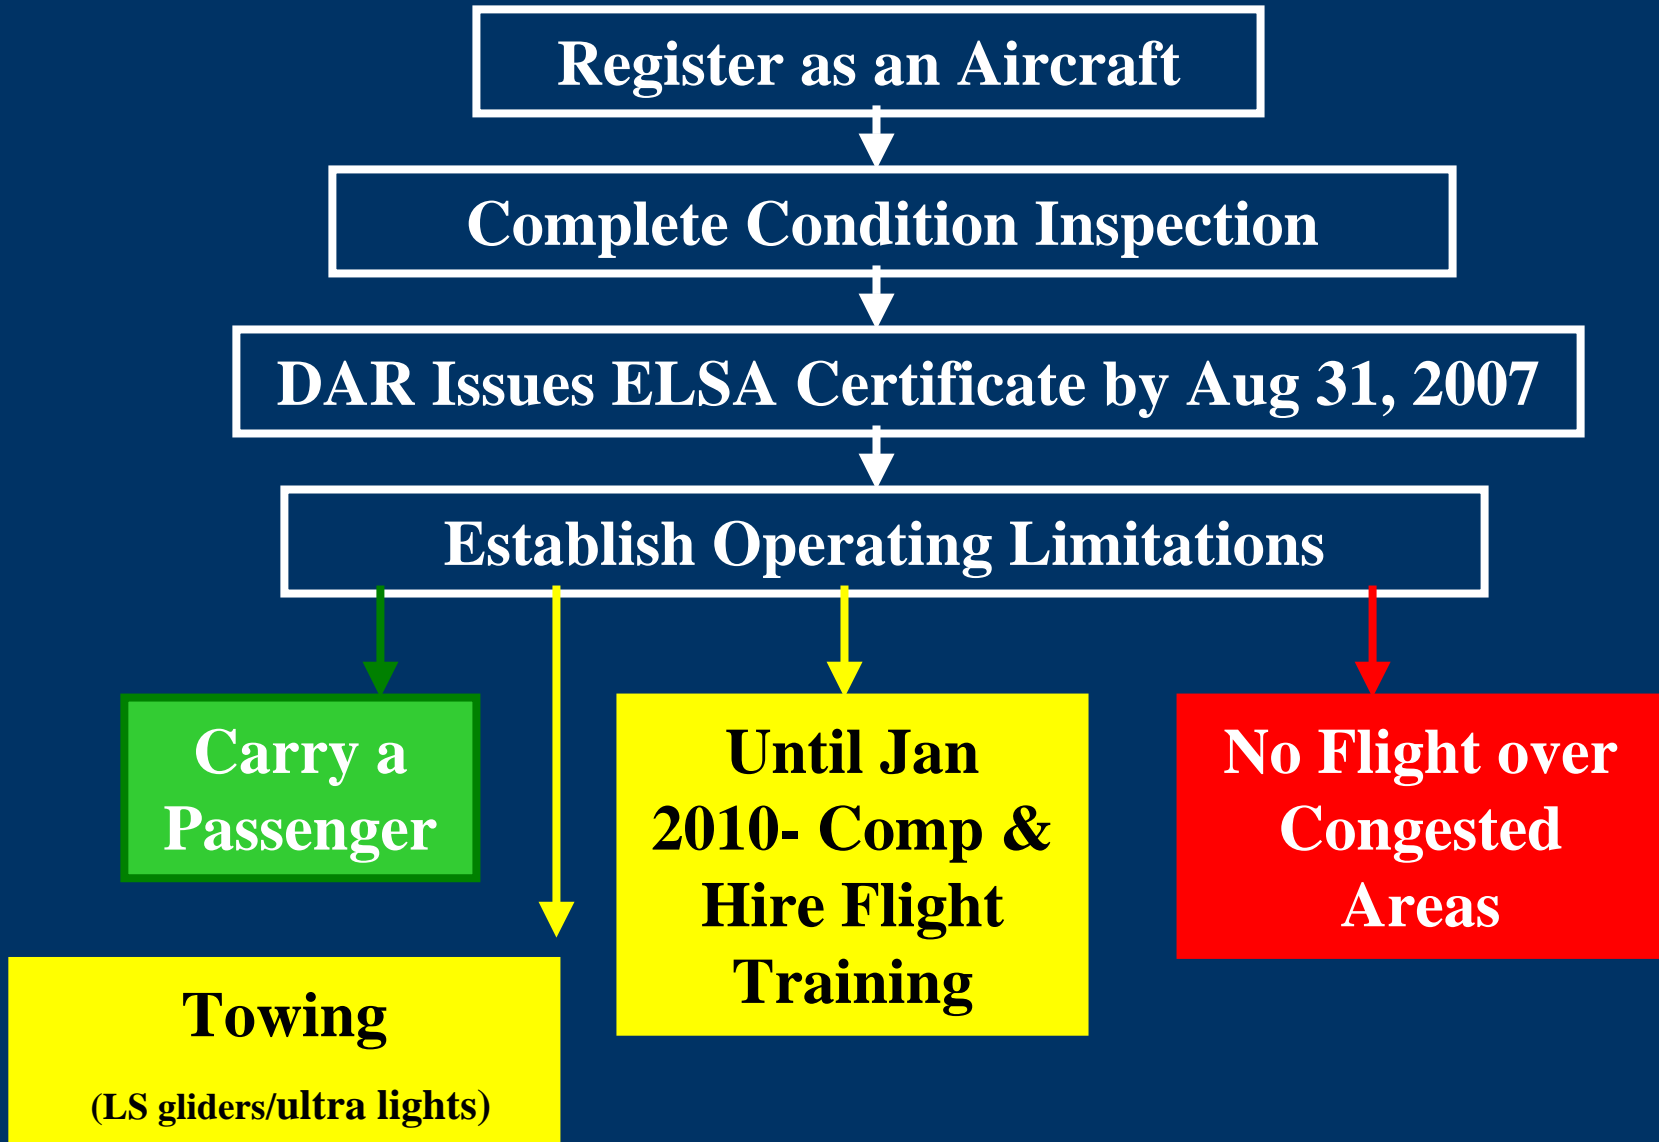 Register as an Aircraft
Complete Condition Inspection
DAR Issues ELSA Certificate by Aug 31, 2007
Establish Operating Limitations
Carry a
Passenger
Until Jan
2010- Comp &
Hire Flight
Training
No Flight over
Congested
Areas
Towing
(LS gliders/ultra lights)